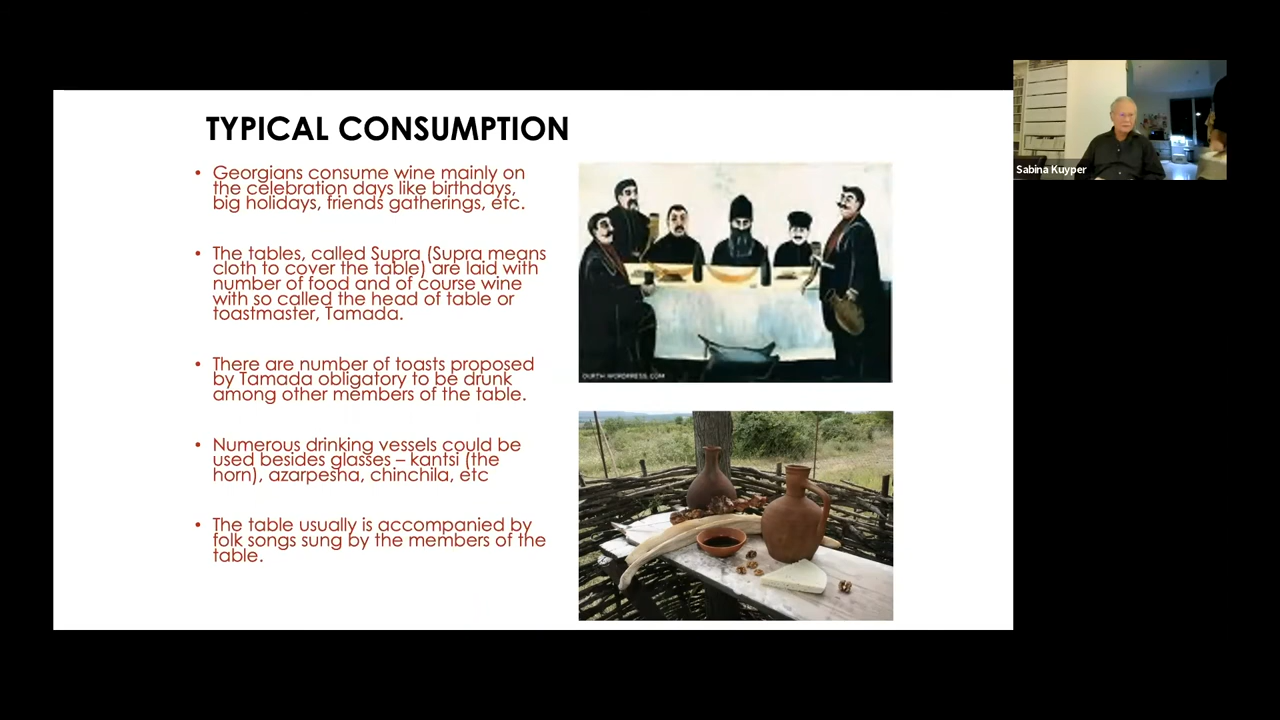 TYPICAL CONSUMPTION
• Georgians consume wine mainly on
the celebration days like birthdays,
big holidays, friends gatherings, etc.
• The tables, called Supra (Supra means
cloth to cover the table) are laid with
number of food and of course wine
with so called the head of table or
toastmaster, Tamada.
• There are number of toasts proposed
by Tamada obligatory to be drunk
among other members of the table.
• Numerous drinking vessels could be
used besides glasses – kantsi (the
horn), azarpesha, chinchila, etc
• The table usually is accompanied by
folk songs sung by the members of the
table.
Sabina Kuyper